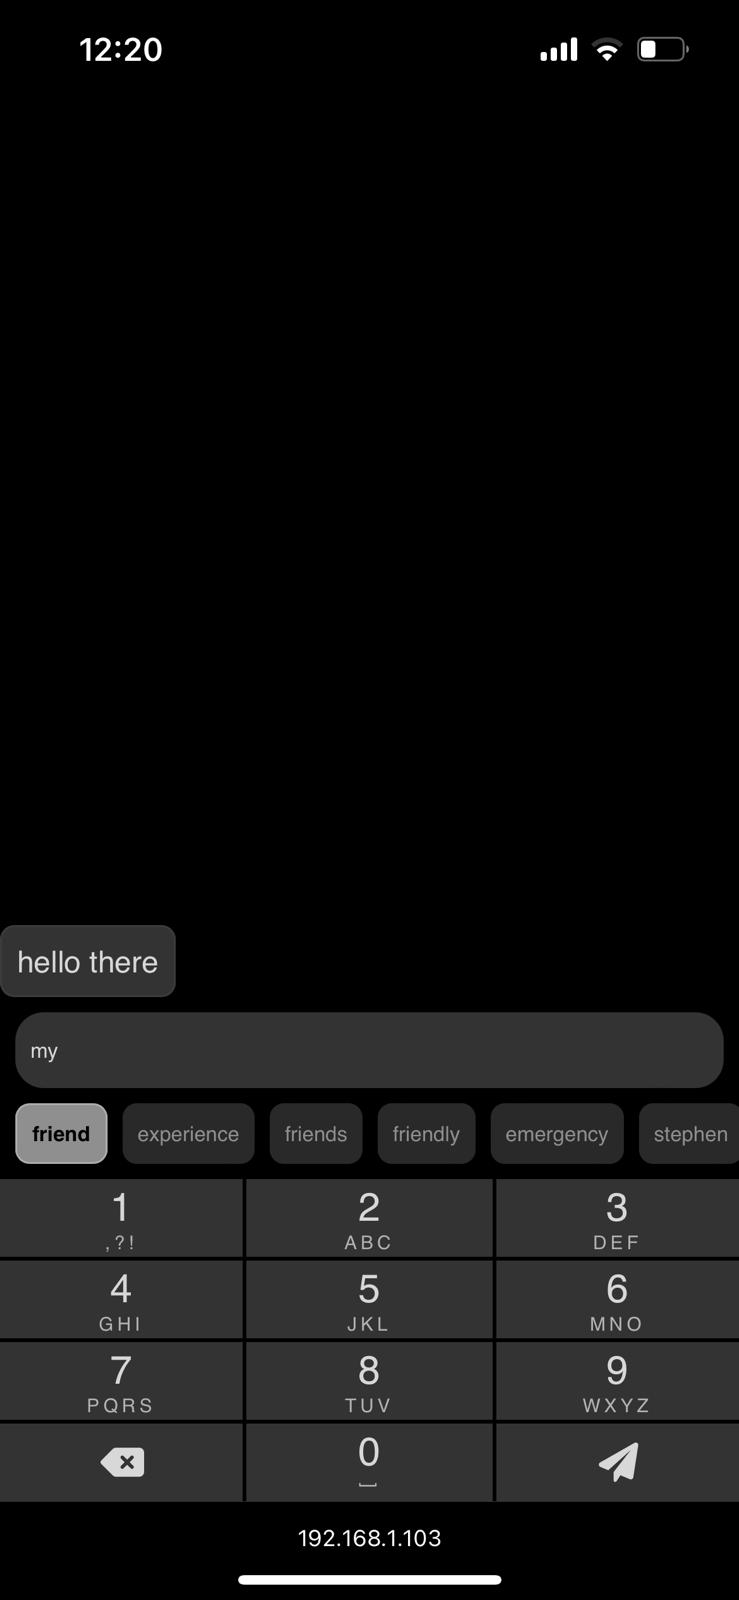 12:20
hello there
my
friend experience friends friendly emergency stephen
1 2 3
,?! ABC DEF
4 5 6
GHI JKL MNO
7 8 9
PQRS TUV WXYZ
0
192.168.1.103